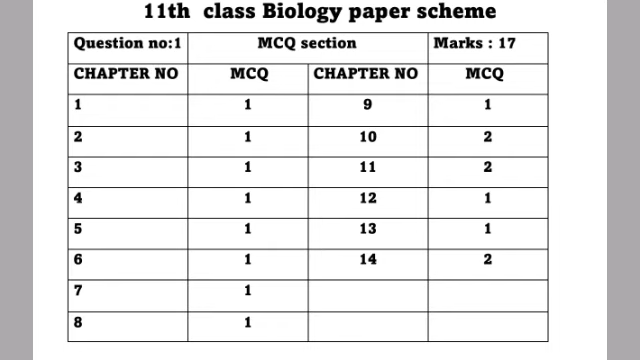 11th class Biology paper scheme
Question no:1 MCQ section Marks : 17
CHAPTER NO MCQ CHAPTER NO MCQ
1 1 9 1
2 1 10 2
3 1 11 2
4 1 12 1
5 1 13 1
6 1 14 2
7 1
8 1